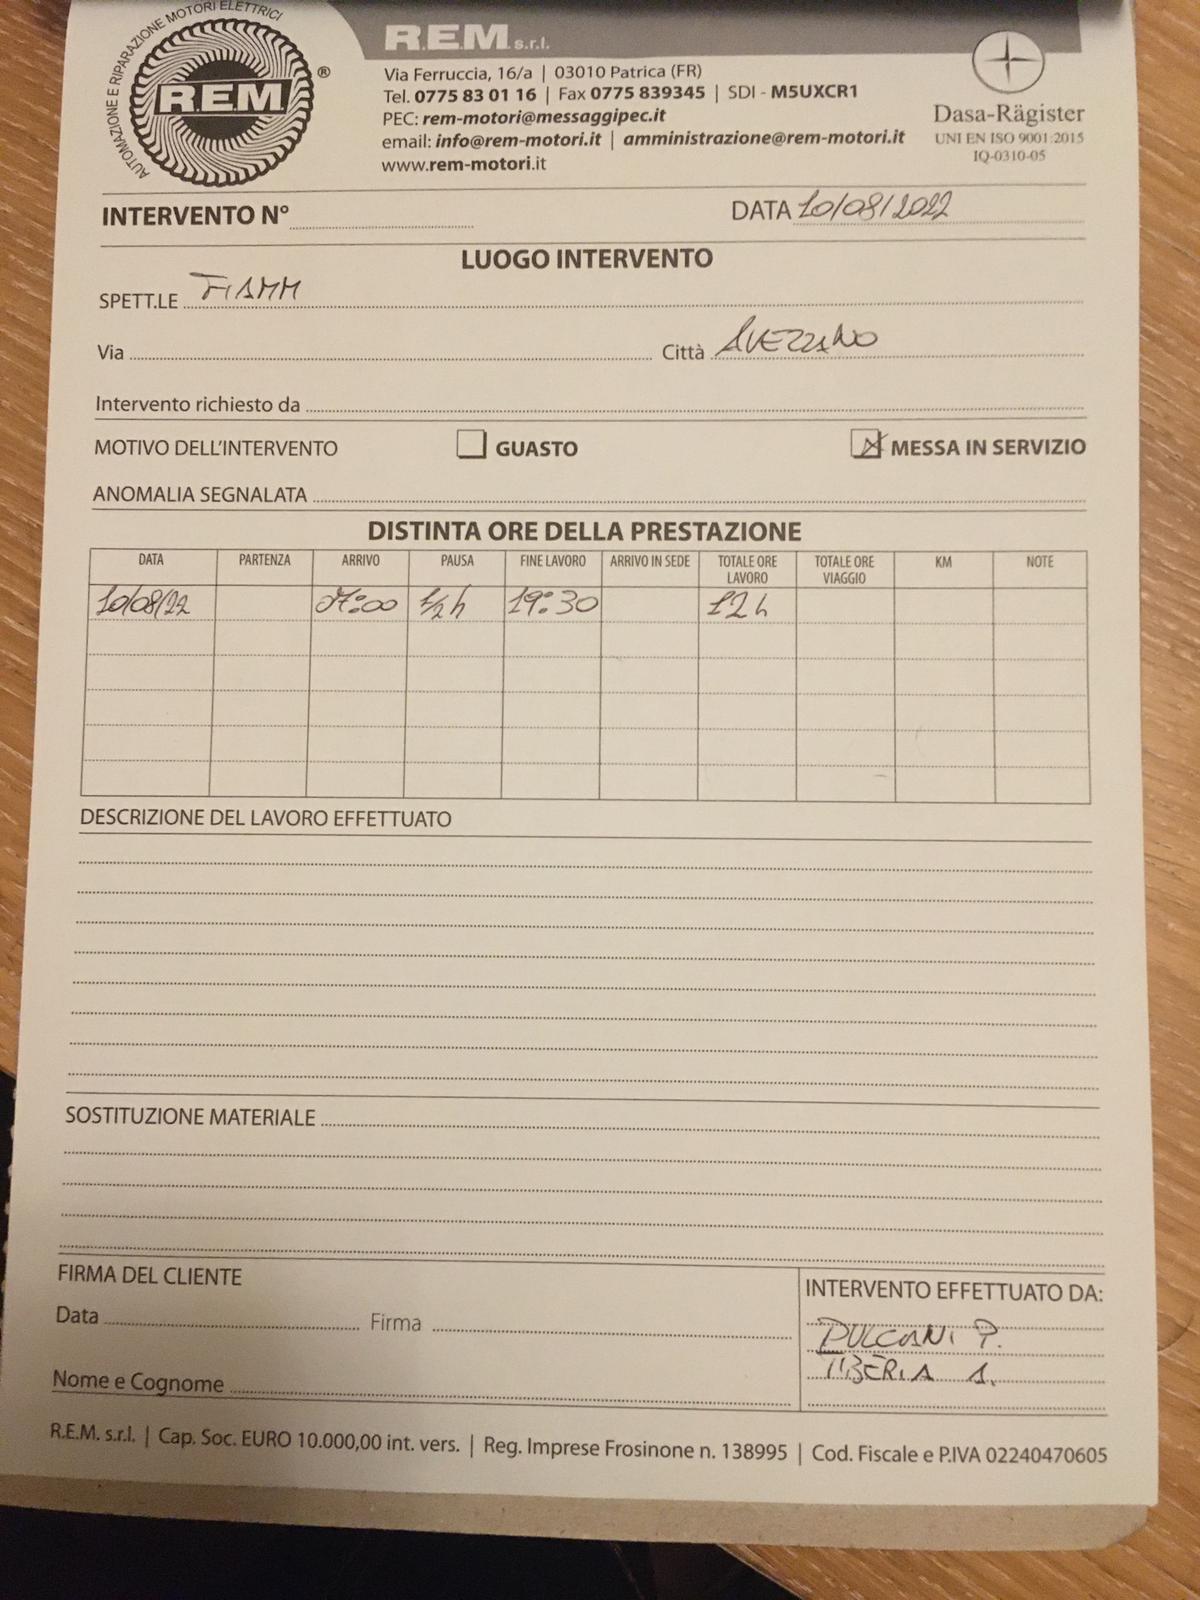 AUTOMAZIONE E RIPARAZIONE MOTORI ELETTRICI
R.E.M. ®
R.E.M. s.r.l.
Via Ferruccia, 16/a | 03010 Patrica (FR)
Tel. 0775 83 01 16 | Fax 0775 839345 | SDI - M5UXCR1
PEC: rem-motori@messaggipec.it
email: info@rem-motori.it | amministrazione@rem-motori.it
www.rem-motori.it
Dasa-Rägister
UNI EN ISO 9001:2015
IQ-0310-05
INTERVENTO N° DATA 10/08/2022
LUOGO INTERVENTO
SPETT.LE FIAMM
Via Città AVEZZANO
Intervento richiesto da
MOTIVO DELL'INTERVENTO GUASTO MESSA IN SERVIZIO
ANOMALIA SEGNALATA
DISTINTA ORE DELLA PRESTAZIONE
DATA PARTENZA ARRIVO PAUSA FINE LAVORO ARRIVO IN SEDE TOTALE ORE LAVORO TOTALE ORE VIAGGIO KM NOTE
10/08/22 07:00 1/2 h 19:30 12 h
DESCRIZIONE DEL LAVORO EFFETTUATO
SOSTITUZIONE MATERIALE
FIRMA DEL CLIENTE
Data Firma
Nome e Cognome
INTERVENTO EFFETTUATO DA:
PULCANI P.
TIBERIA A.
R.E.M. s.r.l. | Cap. Soc. EURO 10.000,00 int. vers. | Reg. Imprese Frosinone n. 138995 | Cod. Fiscale e P.IVA 02240470605